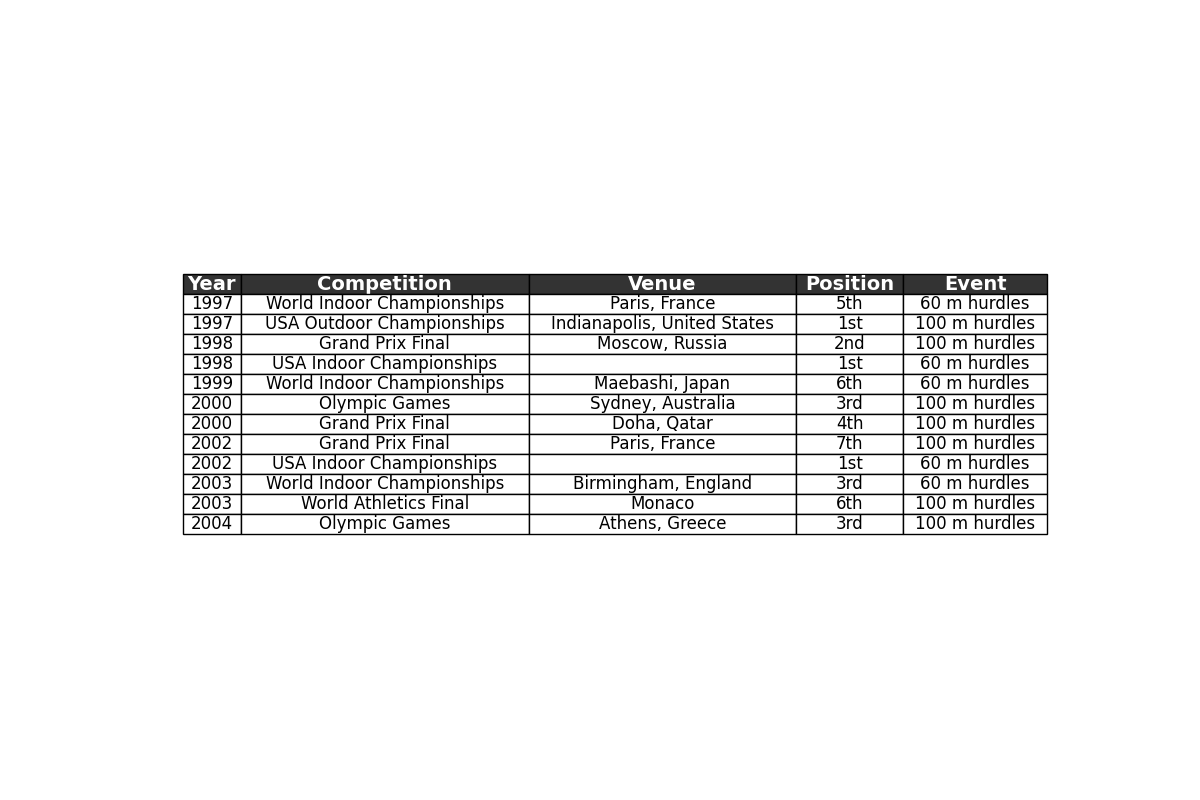 Year Competition Venue Position Event
1997 World Indoor Championships Paris, France 5th 60 m hurdles
1997 USA Outdoor Championships Indianapolis, United States 1st 100 m hurdles
1998 Grand Prix Final Moscow, Russia 2nd 100 m hurdles
1998 USA Indoor Championships 1st 60 m hurdles
1999 World Indoor Championships Maebashi, Japan 6th 60 m hurdles
2000 Olympic Games Sydney, Australia 3rd 100 m hurdles
2000 Grand Prix Final Doha, Qatar 4th 100 m hurdles
2002 Grand Prix Final Paris, France 7th 100 m hurdles
2002 USA Indoor Championships 1st 60 m hurdles
2003 World Indoor Championships Birmingham, England 3rd 60 m hurdles
2003 World Athletics Final Monaco 6th 100 m hurdles
2004 Olympic Games Athens, Greece 3rd 100 m hurdles